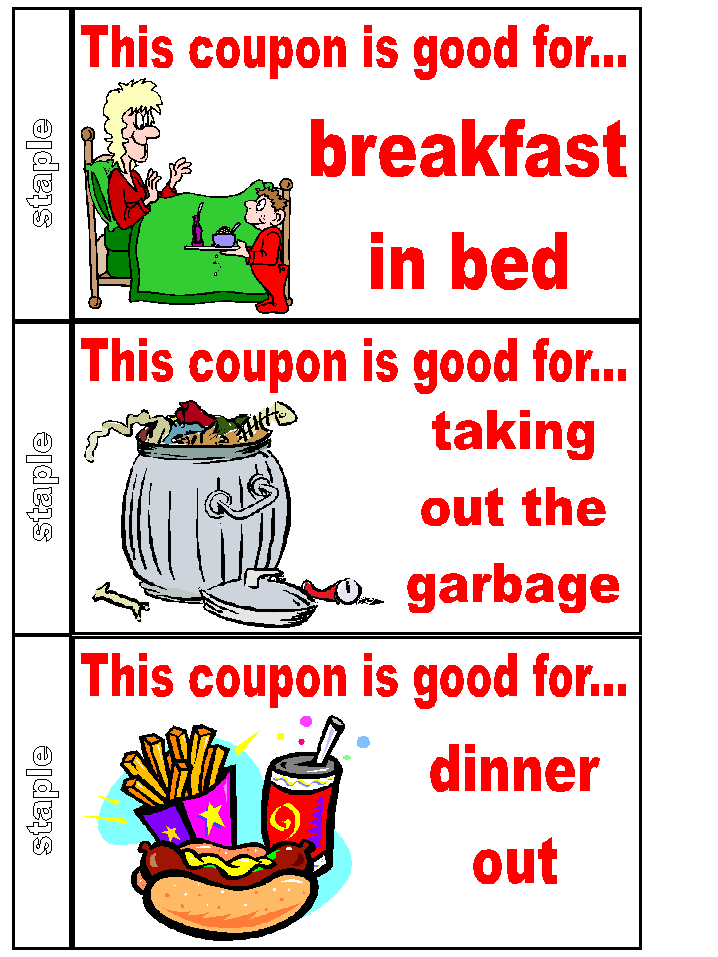 staple
This coupon is good for...
breakfast
in bed
staple
This coupon is good for...
taking
out the
garbage
staple
This coupon is good for...
dinner
out